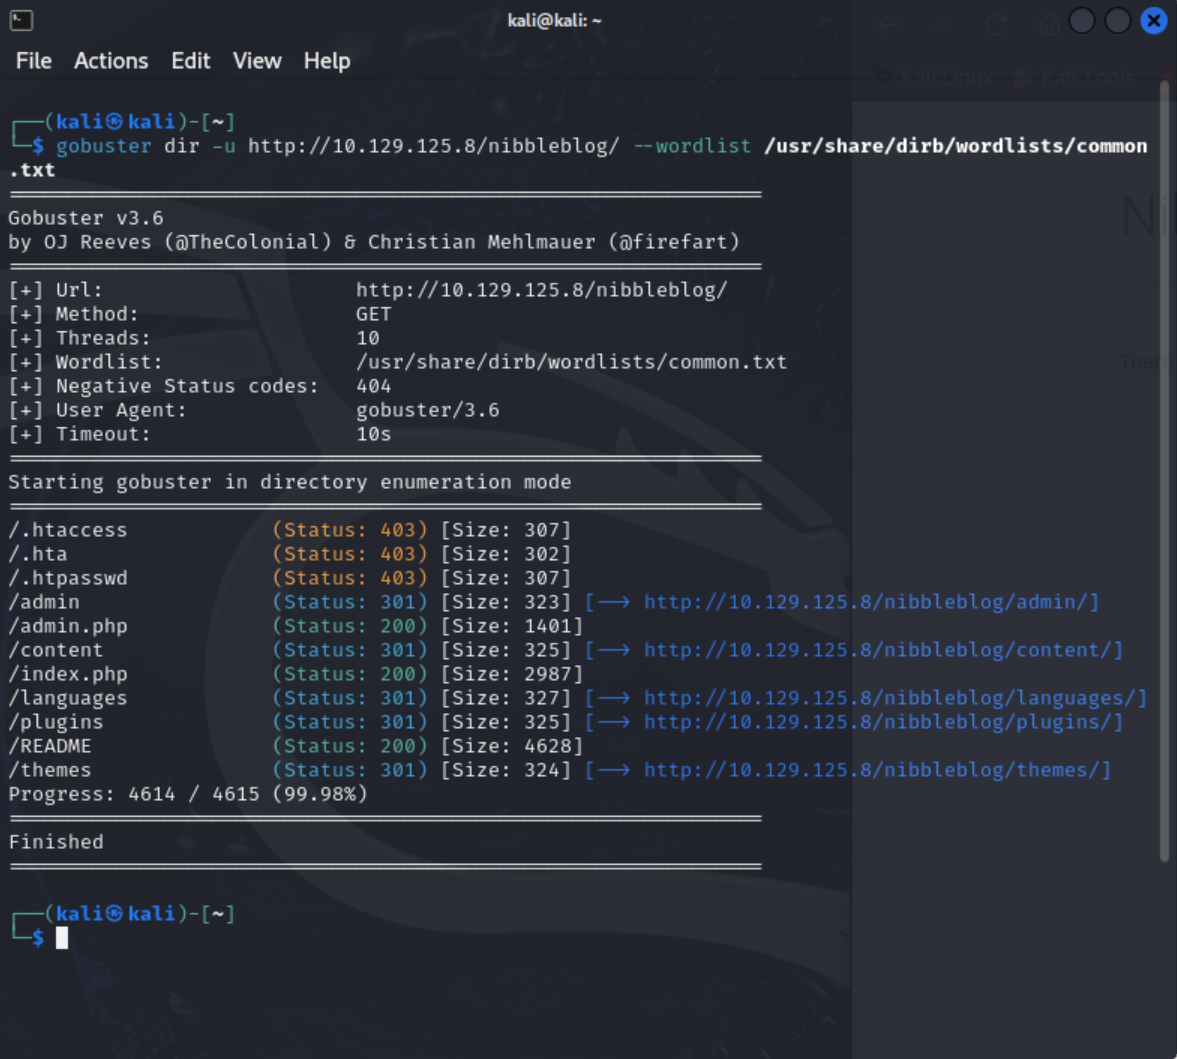 kali@kali: ~
File Actions Edit View Help
Kali Linux Kali Tools
┌──(kali㉿kali)-[~]
└─$ gobuster dir -u http://10.129.125.8/nibbleblog/ --wordlist /usr/share/dirb/wordlists/common
.txt
===============================================================
Gobuster v3.6
by OJ Reeves (@TheColonial) & Christian Mehlmauer (@firefart)
===============================================================
[+] Url:                     http://10.129.125.8/nibbleblog/
[+] Method:                  GET
[+] Threads:                 10
[+] Wordlist:                /usr/share/dirb/wordlists/common.txt
[+] Negative Status codes:   404
[+] User Agent:              gobuster/3.6
[+] Timeout:                 10s
===============================================================
Starting gobuster in directory enumeration mode
===============================================================
/.htaccess            (Status: 403) [Size: 307]
/.hta                 (Status: 403) [Size: 302]
/.htpasswd            (Status: 403) [Size: 307]
/admin                (Status: 301) [Size: 323] [--> http://10.129.125.8/nibbleblog/admin/]
/admin.php            (Status: 200) [Size: 1401]
/content              (Status: 301) [Size: 325] [--> http://10.129.125.8/nibbleblog/content/]
/index.php            (Status: 200) [Size: 2987]
/languages            (Status: 301) [Size: 327] [--> http://10.129.125.8/nibbleblog/languages/]
/plugins              (Status: 301) [Size: 325] [--> http://10.129.125.8/nibbleblog/plugins/]
/README               (Status: 200) [Size: 4628]
/themes               (Status: 301) [Size: 324] [--> http://10.129.125.8/nibbleblog/themes/]
Progress: 4614 / 4615 (99.98%)
===============================================================
Finished
===============================================================
┌──(kali㉿kali)-[~]
└─$
Ni
There